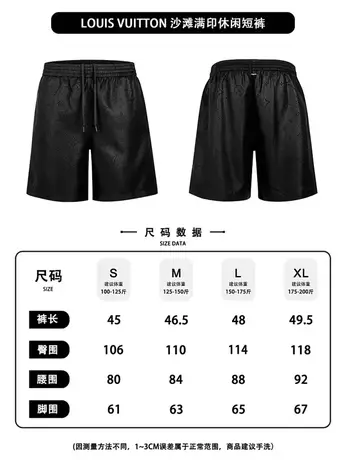 LOUIS VUITTON 沙滩满印休闲短裤
尺码数据
SIZE DATA
尺码 S M L XL
SIZE 建议体重 建议体重 建议体重 建议体重
100-125斤 125-150斤 150-175斤 175-200斤
裤长 45 46.5 48 49.5
臀围 106 110 114 118
腰围 80 84 88 92
脚围 61 63 65 67
(因测量方法不同，1~3CM误差属于正常范围，商品建议手洗)